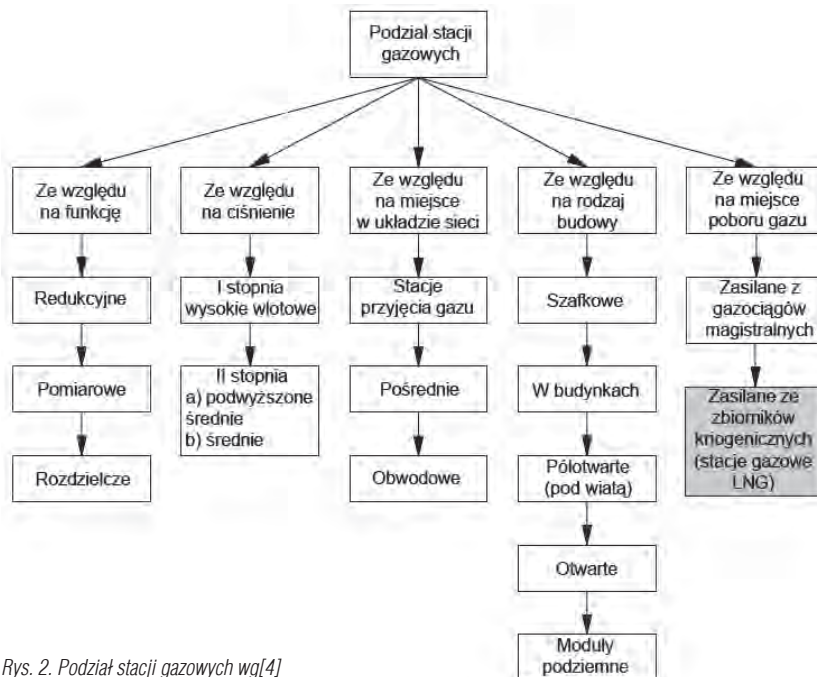 Podział stacji
gazowych
Ze względu
na funkcję
Redukcyjne
Pomiarowe
Rozdzielcze
Ze względu
na ciśnienie
I stopnia
wysokie wlotowe
II stopnia
a) podwyższone
średnie
b) średnie
Ze względu
na miejsce
w układzie sieci
Stacje
przyjęcia gazu
Pośrednie
Obwodowe
Ze względu
na rodzaj
budowy
Szafkowe
W budynkach
Półotwarte
(pod wiatą)
Otwarte
Moduły
podziemne
Ze względu
na miejsce
poboru gazu
Zasilane z
gazociągów
magistralnych
Zasilane ze
zbiorników
kriogenicznych
(stacje gazowe
LNG)
Rys. 2. Podział stacji gazowych wg[4]